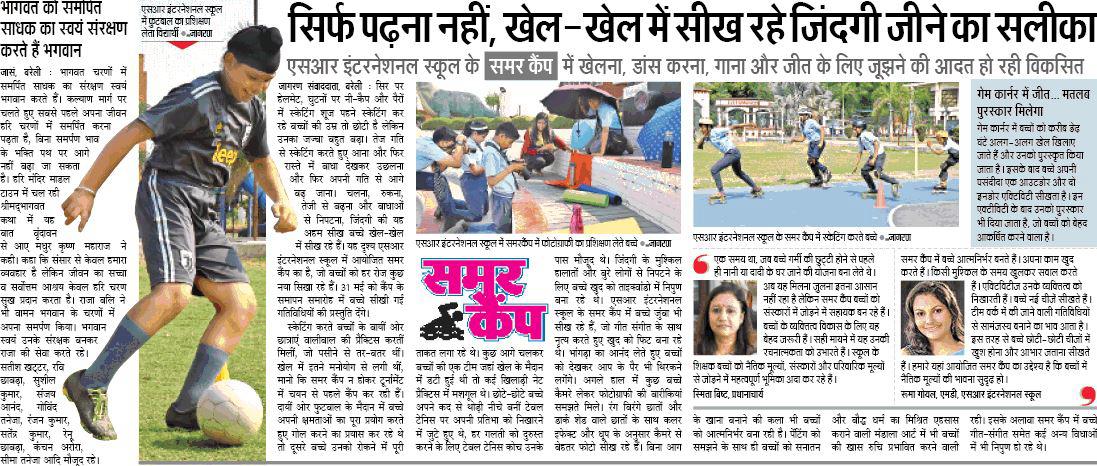 भागवत को समर्पित
साधक का स्वयं संरक्षण
करते हैं भगवान
जासं, बरेली : भागवत चरणों में
समर्पित साधक का संरक्षण स्वयं
भगवान करते हैं। कल्याण मार्ग पर
चलते हुए सबसे पहले अपना जीवन
हरि चरणों में समर्पित करना
पड़ता है, बिना समर्पण भाव
के भक्ति पथ पर आगे
नहीं बढ़ा जा सकता
है। हरि मंदिर माडल
टाउन में चल रही
श्रीमद्भागवत
कथा में यह
बात वृंदावन
से आए मधुर कृष्ण महाराज ने
कही। कहा कि संसार से केवल हमारा
व्यवहार है लेकिन जीवन का सच्चा
व सर्वोत्तम आश्रय केवल हरि चरण
सुख प्रदान करता है। राजा बलि ने
भी वामन भगवान के चरणों में
अपना समर्पण किया। भगवान
स्वयं उनके संरक्षक बनकर
राजा की सेवा करते रहे।
सतीश खट्टर, रवि
छाबड़ा, सुशील
कुमार, संजय
आनंद, गोविंद
तनेजा, रंजन कुमार,
सतेंद्र कुमार, रेनू
छाबड़ा, कंचन अरोरा,
सीमा तनेजा आदि मौजूद रहे।
एसआर इंटरनेशनल स्कूल
में फुटबाल का प्रशिक्षण
लेता विद्यार्थी ● जागरण
सिर्फ पढ़ना नहीं, खेल-खेल में सीख रहे जिंदगी जीने का सलीका
एसआर इंटरनेशनल स्कूल के समर कैंप में खेलना, डांस करना, गाना और जीत के लिए जूझने की आदत हो रही विकसित
जागरण संवाददाता, बरेली : सिर पर
हेलमेट, घुटनों पर नी-कैप और पैरों
में स्केटिंग शूज पहने स्केटिंग कर
रहे बच्चों की उम्र तो छोटी है लेकिन
उनका जज्बा बहुत बड़ा। तेज गति
से स्केटिंग करते हुए आना और फिर
रास्ते में बाधा देखकर उछलना
और फिर अपनी गति से आगे
बढ़ जाना। चलना, रुकना,
तेजी से बढ़ना और बाधाओं
से निपटना, जिंदगी की यह
अहम सीख बच्चे खेल-खेल
में सीख रहे हैं। यह दृश्य एसआर
इंटरनेशनल स्कूल में आयोजित समर
कैंप का है, जो बच्चों को हर रोज कुछ
नया सिखा रहे हैं। 31 मई को कैंप के
समापन समारोह में बच्चे सीखी गई
गतिविधियों की प्रस्तुति देंगे।
स्केटिंग करते बच्चों के बायीं ओर
छात्राएं वालीबाल की प्रैक्टिस करतीं
मिलीं, जो पसीने से तर-बतर थीं।
खेल में इतने मनोयोग से लगी थीं,
मानो कि समर कैंप न होकर टूर्नामेंट
में चयन से पहले कैंप कर रही हैं।
दायीं ओर फुटबाल के मैदान में बच्चे
अपनी क्षमताओं का पूरा प्रयोग करते
हुए गोल करने का प्रयास कर रहे थे
तो दूसरे बच्चे उनको रोकने में पूरी
एसआर इंटरनेशनल स्कूल में समरकैंप में फोटोग्राफी का प्रशिक्षण लेते बच्चे ● जागरण
समर
कैंप
ताकत लगा रहे थे। कुछ आगे चलकर
बच्चों की एक टीम जहां खेल के मैदान
में डटी हुई थी तो कई खिलाड़ी नेट
प्रैक्टिस में मशगूल थे। छोटे-छोटे बच्चे
अपने कद से थोड़ी नीचे बनीं टेबल
टेनिस पर अपनी प्रतिभा को निखारने
में जुटे हुए थे, हर गलती को दुरुस्त
करने के लिए टेबल टेनिस कोच उनके
पास मौजूद थे। जिंदगी के मुश्किल
हालातों और बुरे लोगों से निपटने के
लिए बच्चे खुद को ताइक्वांडो में निपुण
बना रहे थे। एसआर इंटरनेशनल
स्कूल के समर कैंप में बच्चे जुंबा भी
सीख रहे हैं, जो गीत संगीत के साथ
नृत्य करते हुए खुद को फिट बना रहे
थे। भांगड़ा का आनंद लेते हुए बच्चों
को देखकर आप के पैर भी थिरकने
लगेंगे। अगले हाल में कुछ बच्चे
कैमरे लेकर फोटोग्राफी की बारीकियां
समझते मिले। रंग बिरंगे छातों और
डार्क शेड वाले छातों के साथ कलर
इफेक्ट और धूप के अनुसार कैमरे से
बेहतर फोटो सीख रहे हैं। बिना आग
एसआर इंटरनेशनल स्कूल के समर कैंप में स्केटिंग करते बच्चे ● जागरण
गेम कार्नर में जीत... मतलब
पुरस्कार मिलेगा
गेम कार्नर में बच्चों को करीब डेढ़
घंटे अलग-अलग खेल खिलाए
जाते हैं और उनको पुरस्कृत किया
जाता है। इसके बाद बच्चे अपनी
पसंदीदा एक आउटडोर और दो
इनडोर एक्टिविटी सीखता है। इन
एक्टीविटी के बाद उनको पुरस्कार
भी दिया जाता है, जो बच्चों को बेहद
आकर्षित करने वाला है।
एक समय था, जब बच्चे गर्मी की छुट्टी होने से पहले
ही नानी या दादी के घर जाने की योजना बना लेते थे।
अब यह मिलना जुलना इतना आसान
नहीं रहा है लेकिन समर कैंप बच्चों को
संस्कारों में जोड़ने में सहायक बन रहे हैं।
बच्चों के व्यक्तित्व विकास के लिए यह
बेहद जरूरी हैं। सही मायने में यह उनकी
रचनात्मकता को उभारते हैं। स्कूल के
शिक्षक बच्चों को नैतिक मूल्यों, संस्कारों और परिवारिक मूल्यों
से जोड़ने में महत्वपूर्ण भूमिका अदा कर रहे हैं।
स्मिता बिष्ट, प्रधानाचार्य
समर कैंप में बच्चे आत्मनिर्भर बनते हैं। अपना काम खुद
करते हैं। किसी मुश्किल के समय खुलकर सवाल करते
हैं। एक्टिविटीज उनके व्यक्तित्व को
निखारती हैं। बच्चे नई चीजें सीखते हैं।
टीम वर्क में की जाने वाली गतिविधियों
से सामंजस्य बनाने का भाव आता है।
इस तरह से बच्चे छोटी-छोटी चीजों में
खुश होना और आभार जताना सीखते
हैं। हमारे यहां आयोजित समर कैंप का उद्देश्य है कि बच्चों में
नैतिक मूल्यों की भावना सुदृढ़ हो।
रुमा गोयल, एमडी, एसआर इंटरनेशनल स्कूल
के खाना बनाने की कला भी बच्चों
को आत्मनिर्भर बना रही है। पेंटिंग को
समझने के साथ ही बच्चों को सनातन
और बौद्ध धर्म का मिश्रित एहसास
कराने वाली मंडाला आर्ट में भी बच्चों
की खास रुचि प्रभावित करने वाली
रही। इसके अलावा समर कैंप में बच्चे
गीत-संगीत समेत कई अन्य विधाओं
में भी निपुण हो रहे थे।